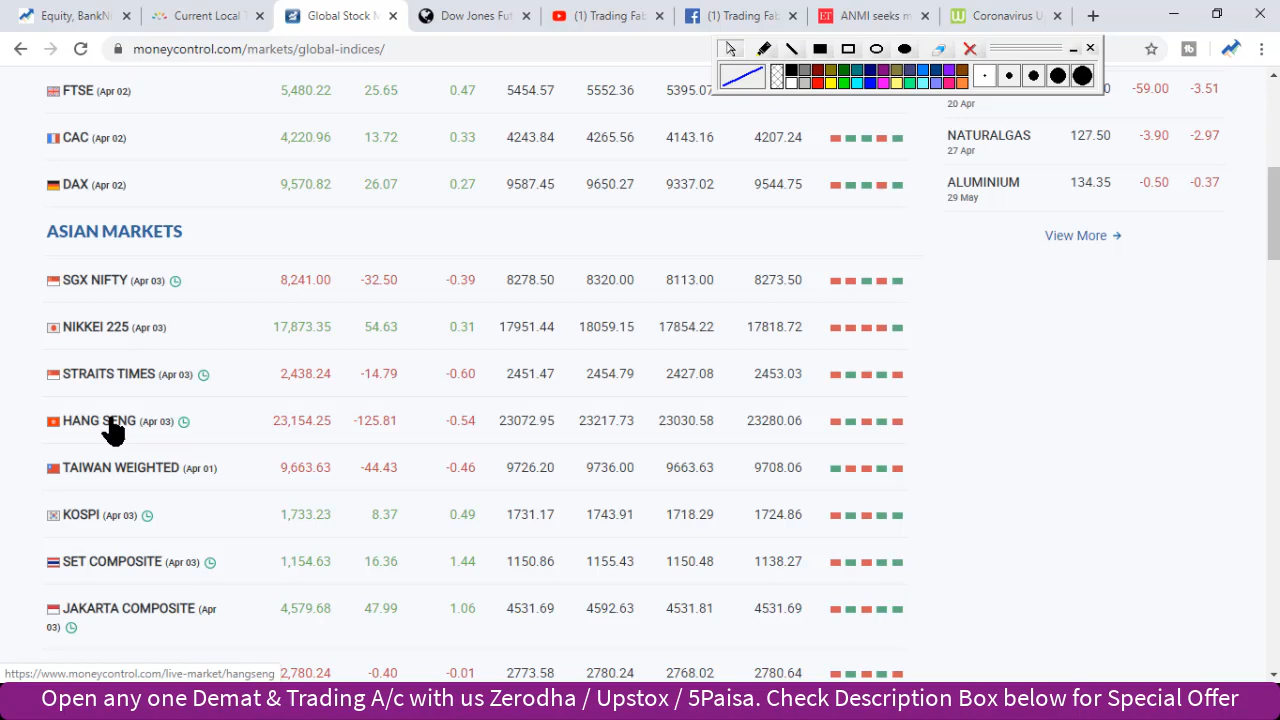 Equity, BankNi
Current Local T
Global Stock M
Dow Jones Fut
(1) Trading Fab
(1) Trading Fab
ANMI seeks m
Coronavirus U
moneycontrol.com/markets/global-indices/
FTSE (Apr 02) 5,480.22 25.65 0.47 5454.57 5552.36 5395.07
-59.00 -3.51
20 Apr
CAC (Apr 02) 4,220.96 13.72 0.33 4243.84 4265.56 4143.16 4207.24
NATURALGAS 127.50 -3.90 -2.97
27 Apr
DAX (Apr 02) 9,570.82 26.07 0.27 9587.45 9650.27 9337.02 9544.75
ALUMINIUM 134.35 -0.50 -0.37
29 May
View More
ASIAN MARKETS
SGX NIFTY (Apr 03) 8,241.00 -32.50 -0.39 8278.50 8320.00 8113.00 8273.50
NIKKEI 225 (Apr 03) 17,873.35 54.63 0.31 17951.44 18059.15 17854.22 17818.72
STRAITS TIMES (Apr 03) 2,438.24 -14.79 -0.60 2451.47 2454.79 2427.08 2453.03
HANG SENG (Apr 03) 23,154.25 -125.81 -0.54 23072.95 23217.73 23030.58 23280.06
TAIWAN WEIGHTED (Apr 01) 9,663.63 -44.43 -0.46 9726.20 9736.00 9663.63 9708.06
KOSPI (Apr 03) 1,733.23 8.37 0.49 1731.17 1743.91 1718.29 1724.86
SET COMPOSITE (Apr 03) 1,154.63 16.36 1.44 1150.86 1155.43 1150.48 1138.27
JAKARTA COMPOSITE (Apr 4,579.68 47.99 1.06 4531.69 4592.63 4531.81 4531.69
03)
2,780.24 -0.40 -0.01 2773.58 2780.24 2768.02 2780.64
https://www.moneycontrol.com/live-market/hangseng
Open any one Demat & Trading A/c with us Zerodha / Upstox / 5Paisa. Check Description Box below for Special Offer